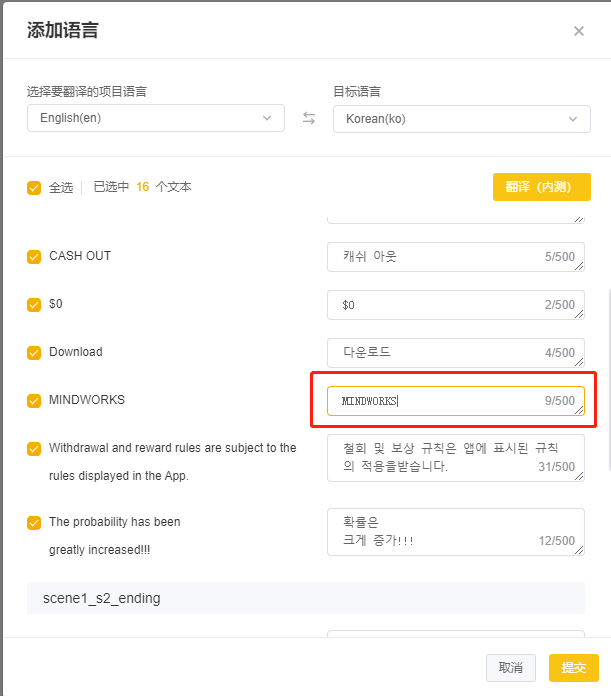 添加语言
选择要翻译的项目语言
目标语言
English(en)
Korean(ko)
全选
已选中 16 个文本
翻译（内测）
CASH OUT
캐쉬 아웃
5/500
$0
$0
2/500
Download
다운로드
4/500
MINDWORKS
MINDWORKS
9/500
Withdrawal and reward rules are subject to the
rules displayed in the App.
철회 및 보상 규칙은 앱에 표시된 규칙
의 적용을받습니다.
31/500
The probability has been
greatly increased!!!
확률은
크게 증가!!!
12/500
scene1_s2_ending
取消
提交